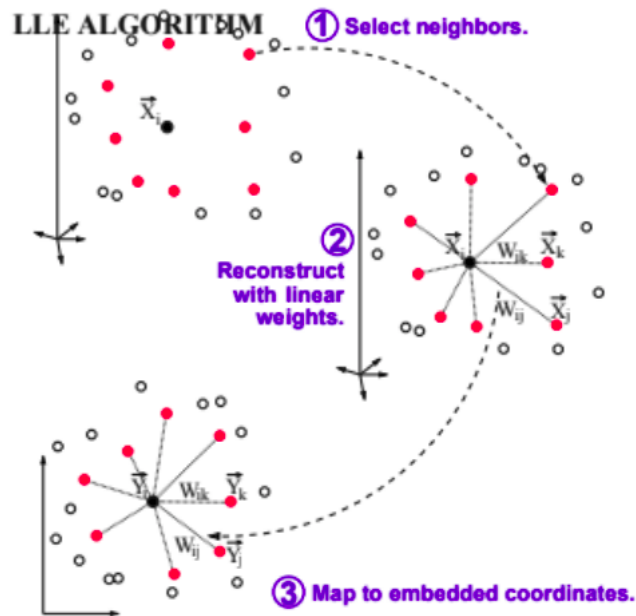 LLE ALGORITHM
① Select neighbors.
X⃗i
②
Reconstruct
with linear
weights.
X⃗i
Wik
X⃗k
Wij
X⃗j
Y⃗i
Wik
Y⃗k
Wij
Y⃗j
③ Map to embedded coordinates.